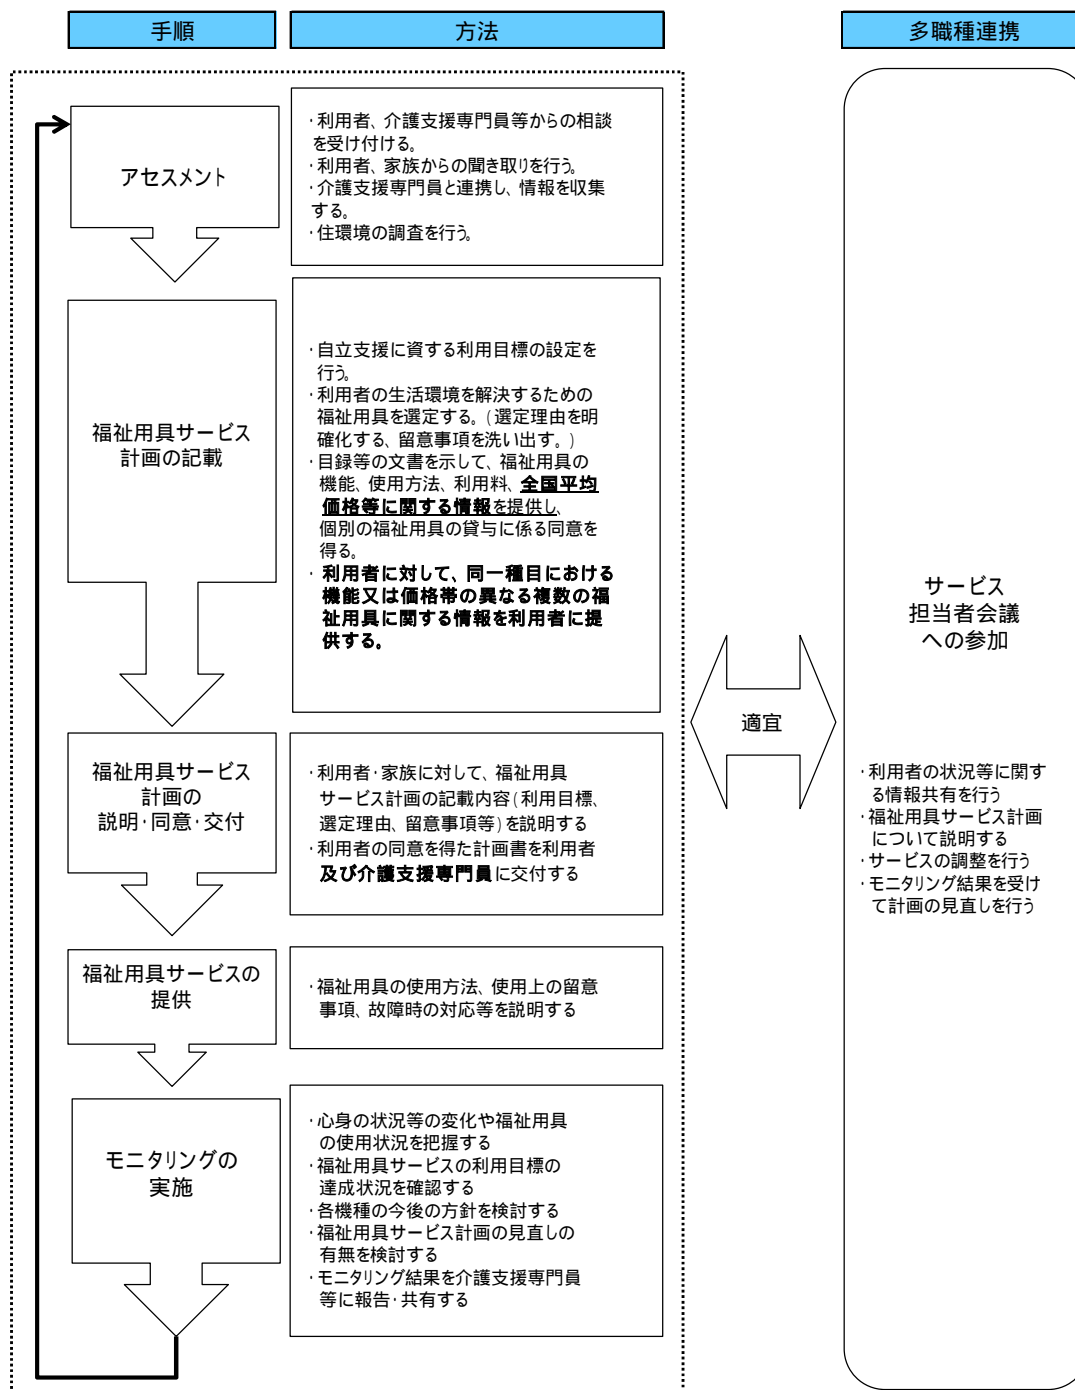 手順
方法
多職種連携
アセスメント
・利用者、介護支援専門員等からの相談
を受け付ける。
・利用者、家族からの聞き取りを行う。
・介護支援専門員と連携し、情報を収集
する。
・住環境の調査を行う。
福祉用具サービス
計画の記載
・自立支援に資する利用目標の設定を
行う。
・利用者の生活環境を解決するための
福祉用具を選定する。(選定理由を明
確化する、留意事項を洗い出す。)
・目録等の文書を示して、福祉用具の
機能、使用方法、利用料、全国平均
価格等に関する情報を提供し、
個別の福祉用具の貸与に係る同意を
得る。
・利用者に対して、同一種目における
機能又は価格帯の異なる複数の福
祉用具に関する情報を利用者に提
供する。
福祉用具サービス
計画の
説明・同意・交付
・利用者・家族に対して、福祉用具
サービス計画の記載内容(利用目標、
選定理由、留意事項等)を説明する
・利用者の同意を得た計画書を利用者
及び介護支援専門員に交付する
福祉用具サービスの
提供
・福祉用具の使用方法、使用上の留意
事項、故障時の対応等を説明する
モニタリングの
実施
・心身の状況等の変化や福祉用具
の使用状況を把握する
・福祉用具サービスの利用目標の
達成状況を確認する
・各機種の今後の方針を検討する
・福祉用具サービス計画の見直しの
有無を検討する
・モニタリング結果を介護支援専門員
等に報告・共有する
適宜
サービス
担当者会議
への参加
・利用者の状況等に関す
る情報共有を行う
・福祉用具サービス計画
について説明する
・サービスの調整を行う
・モニタリング結果を受け
て計画の見直しを行う